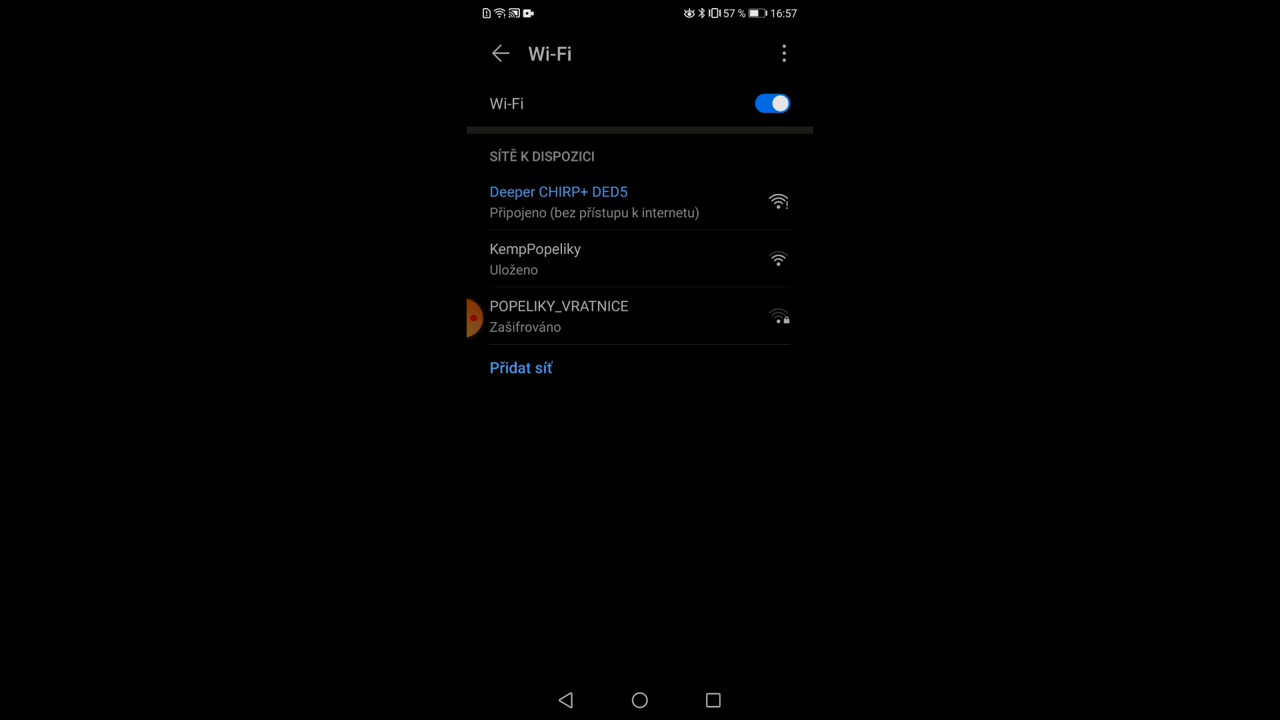 57 % 16:57
Wi-Fi
Wi-Fi
SÍTĚ K DISPOZICI
Deeper CHIRP+ DED5
Připojeno (bez přístupu k internetu)
KempPopeliky
Uloženo
POPELIKY_VRATNICE
Zašifrováno
Přidat síť